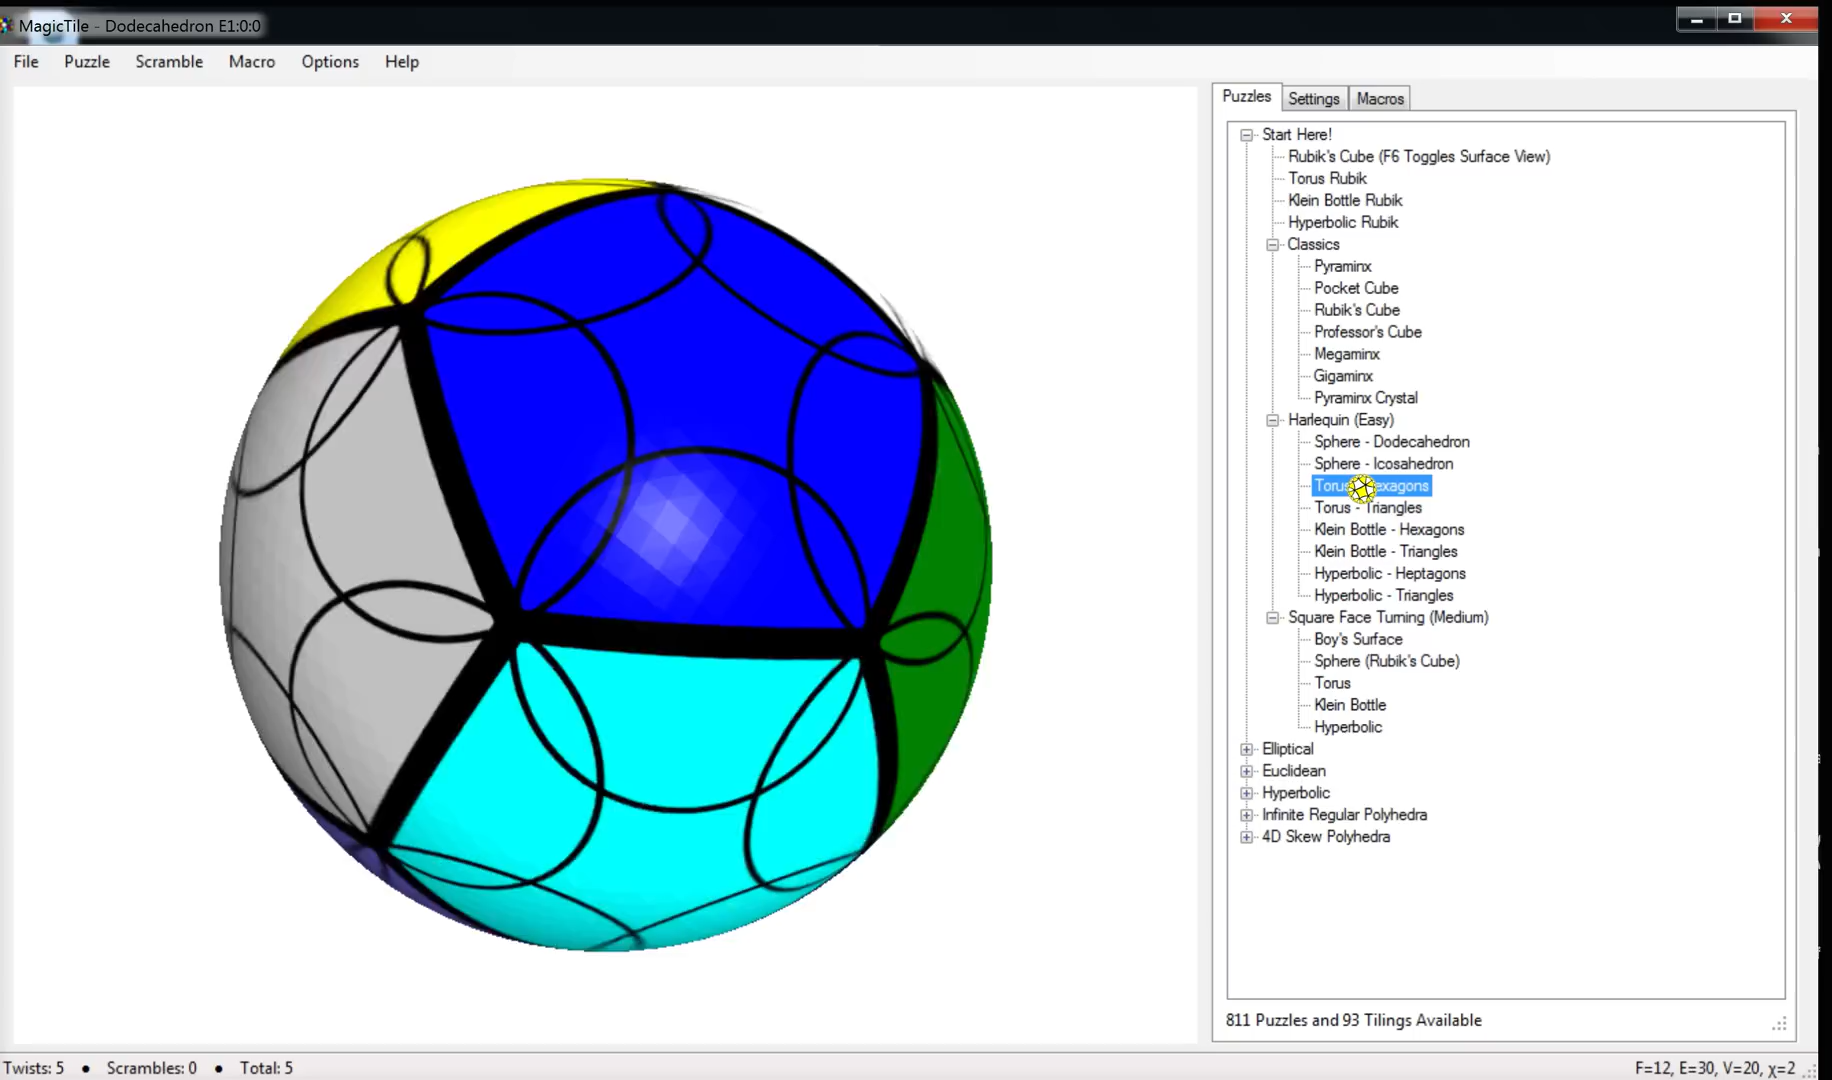 MagicTile - Dodecahedron E1:0:0
File Puzzle Scramble Macro Options Help
Puzzles Settings Macros
Start Here!
Rubik's Cube (F6 Toggles Surface View)
Torus Rubik
Klein Bottle Rubik
Hyperbolic Rubik
Classics
Pyraminx
Pocket Cube
Rubik's Cube
Professor's Cube
Megaminx
Gigaminx
Pyraminx Crystal
Harlequin (Easy)
Sphere - Dodecahedron
Sphere - Icosahedron
Torus - Hexagons
Torus - Triangles
Klein Bottle - Hexagons
Klein Bottle - Triangles
Hyperbolic - Heptagons
Hyperbolic - Triangles
Square Face Turning (Medium)
Boy's Surface
Sphere (Rubik's Cube)
Torus
Klein Bottle
Hyperbolic
Elliptical
Euclidean
Hyperbolic
Infinite Regular Polyhedra
4D Skew Polyhedra
811 Puzzles and 93 Tilings Available
Twists: 5 • Scrambles: 0 • Total: 5
F=12, E=30, V=20, χ=2